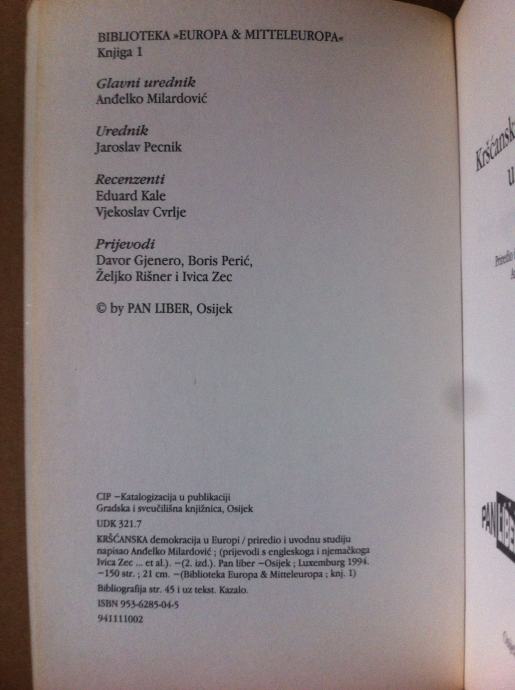 BIBLIOTEKA »EUROPA & MITTELEUROPA«
Knjiga 1
Glavni urednik
Anđelko Milardović
Urednik
Jaroslav Pecnik
Recenzenti
Eduard Kale
Vjekoslav Cvrlje
Prijevodi
Davor Gjenero, Boris Perić,
Željko Rišner i Ivica Zec
© by PAN LIBER, Osijek
CIP –Katalogizacija u publikaciji
Gradska i sveučilišna knjižnica, Osijek
UDK 321.7
KRŠĆANSKA demokracija u Europi / priredio i uvodnu studiju
napisao Anđelko Milardović ; (prijevodi s engleskoga i njemačkoga
Ivica Zec ... et al.). –(2. izd.). Pan liber –Osijek ; Luxemburg 1994.
–150 str. ; 21 cm. –(Biblioteka Europa & Mitteleuropa ; knj. 1)
Bibliografija str. 45 i uz tekst. Kazalo.
ISBN 953-6285-04-5
941111002
Kršćansk
u
Priredio
PAN LIBE